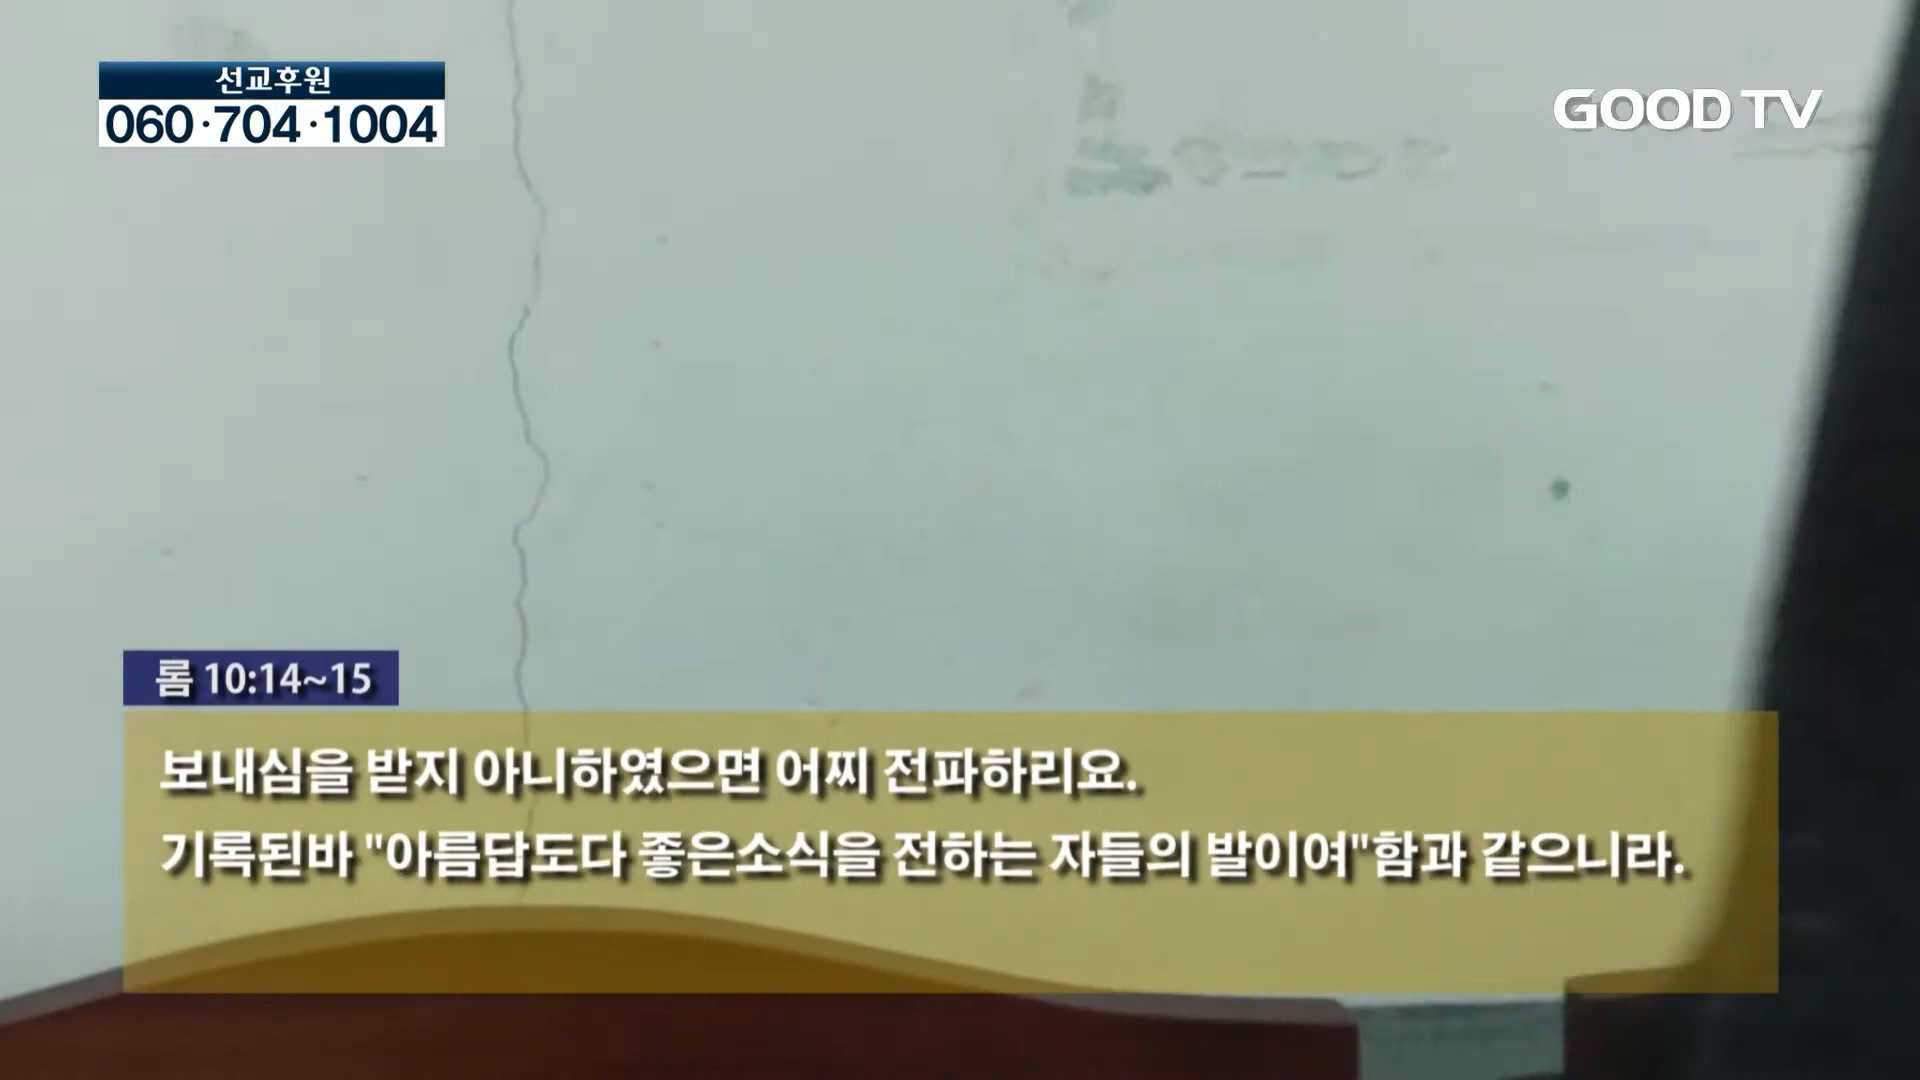 선교후원
060·704·1004
GOOD TV
롬 10:14~15
보내심을 받지 아니하였으면 어찌 전파하리요.
기록된바 "아름답도다 좋은소식을 전하는 자들의 발이여"함과 같으니라.